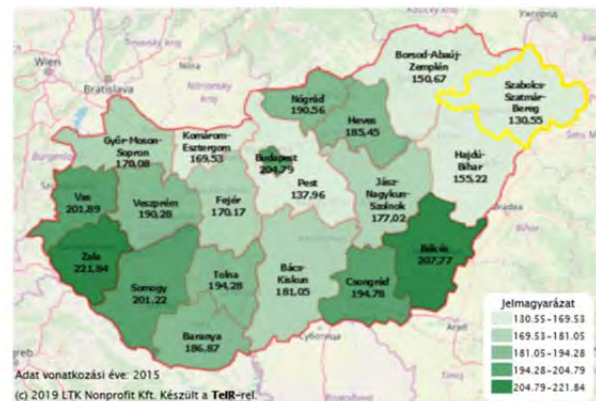 Ужгород
Wien
Bratislava
Nitra
Borsod-Abaúj-
Zemplén
150,67
Szabolcs-
Szatmár-
Bereg
130,55
Nógrád
190,56
Heves
185,45
Győr-Moson-
Sopron
170,08
Komárom-
Esztergom
169,53
Budapest
204,79
Hajdú-
Bihar
155,22
Pest
137,96
Jász-
Nagykun-
Szolnok
177,02
Vas
201,89
Veszprém
190,28
Fejér
170,17
Békés
207,77
Zala
221,84
Somogy
201,22
Tolna
194,28
Bács-
Kiskun
181,05
Csongrád
194,78
Baranya
186,87
Суботица
Arad
Jelmagyarázat
130.55-169.53
169.53-181.05
181.05-194.28
194.28-204.79
204.79-221.84
Adat vonatkozási éve: 2015
(c) 2019 LTK Nonprofit Kft. Készült a TeIR-rel.